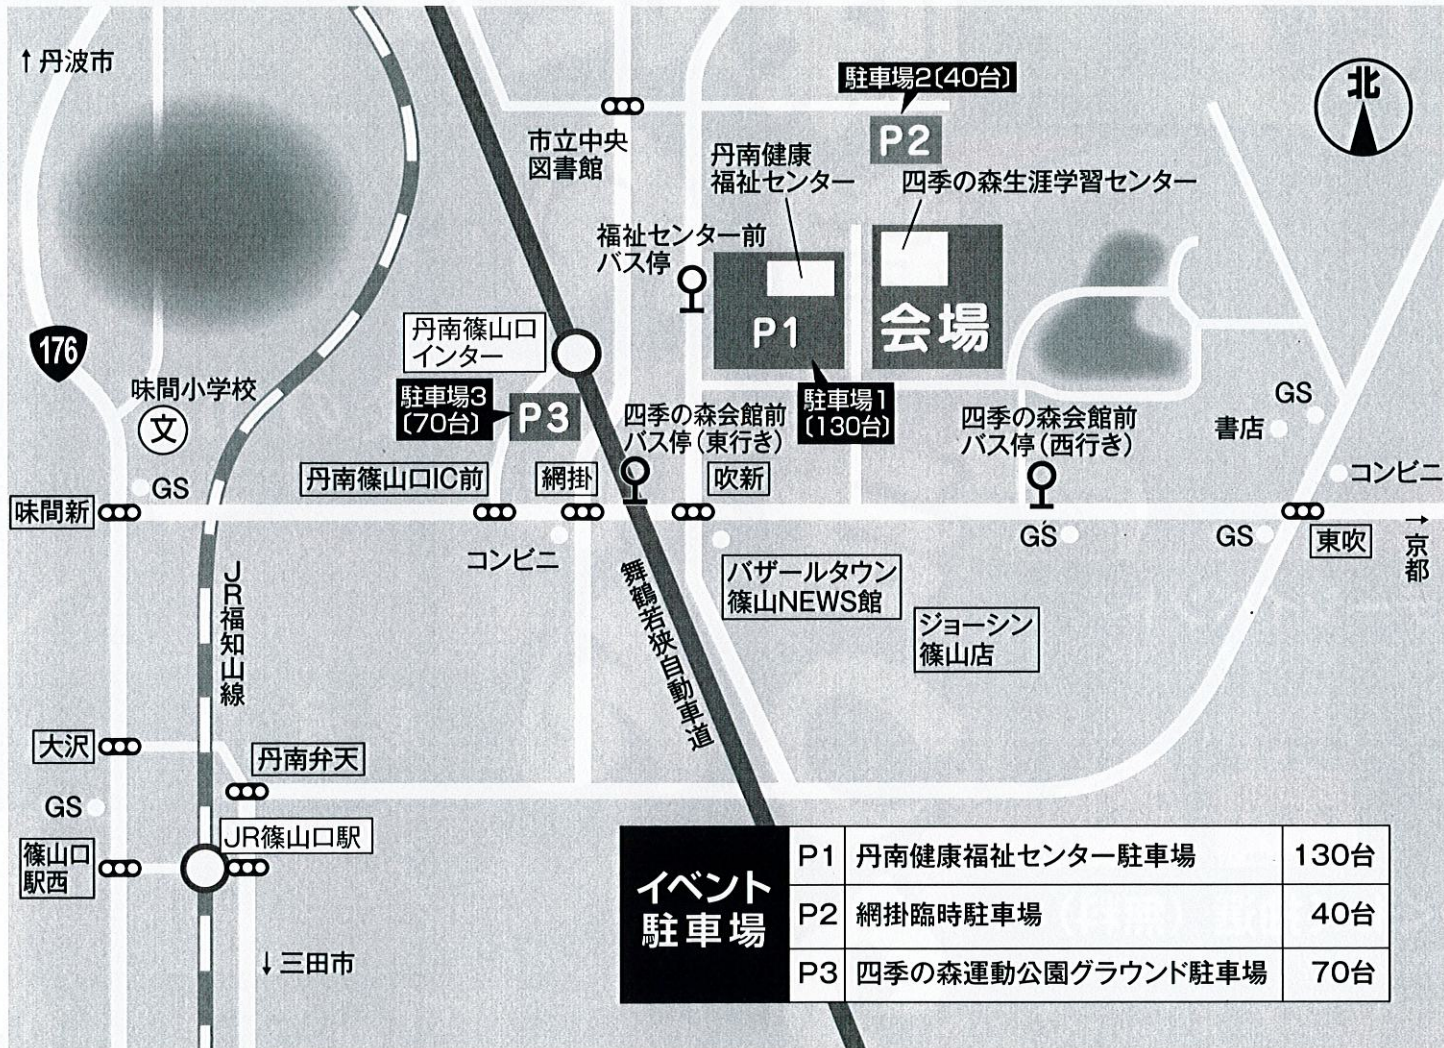 ↑丹波市
北
駐車場2〔40台〕
P2
市立中央
図書館
丹南健康
福祉センター
四季の森生涯学習センター
福祉センター前
バス停
P1
会場
176
丹南篠山口
インター
味間小学校
文
駐車場3
〔70台〕
P3
駐車場1
〔130台〕
四季の森会館前
バス停(東行き)
四季の森会館前
バス停(西行き)
GS
書店
コンビニ
GS
味間新
丹南篠山口IC前
網掛
吹新
コンビニ
GS
GS
東吹
→京都
バザールタウン
篠山NEWS館
ジョーシン
篠山店
JR福知山線
舞鶴若狭自動車道
大沢
丹南弁天
GS
JR篠山口駅
篠山口
駅西
↓三田市
イベント
駐車場
P1 丹南健康福祉センター駐車場 130台
P2 網掛臨時駐車場 40台
P3 四季の森運動公園グラウンド駐車場 70台